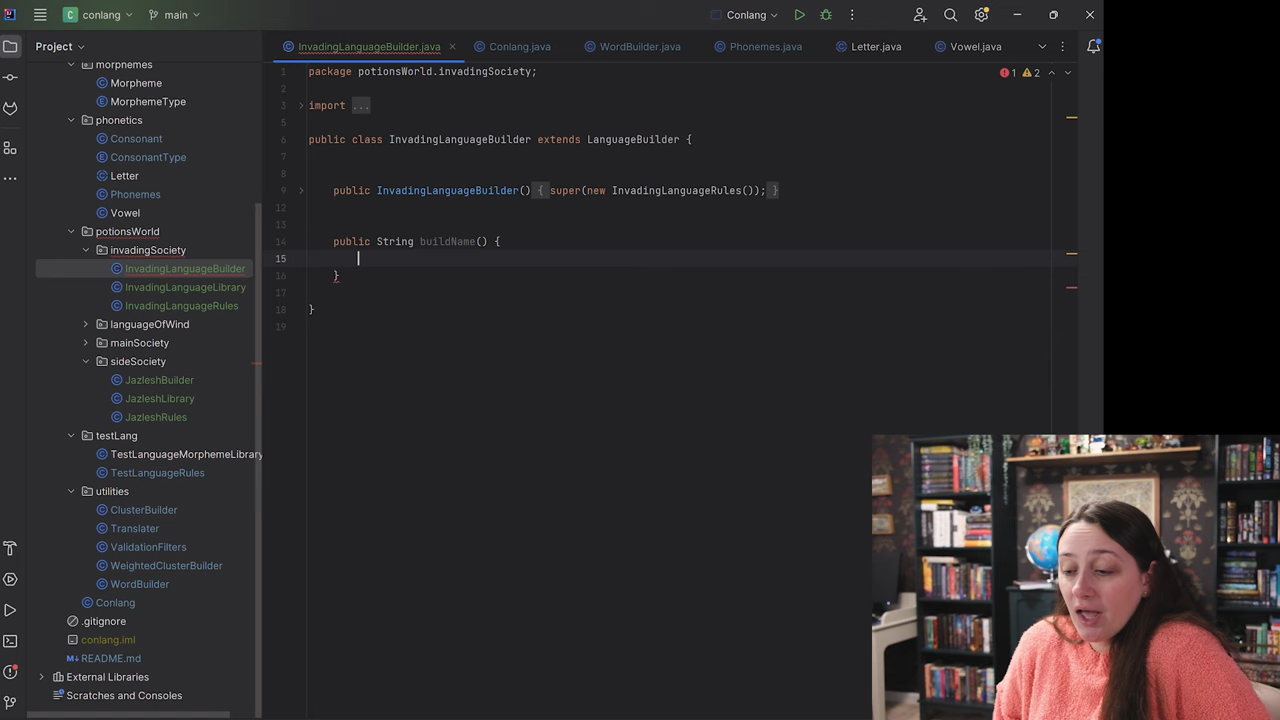 conlang
main
Conlang
Project
InvadingLanguageBuilder.java
Conlang.java
WordBuilder.java
Phonemes.java
Letter.java
Vowel.java
morphemes
Morpheme
MorphemeType
phonetics
Consonant
ConsonantType
Letter
Phonemes
Vowel
potionsWorld
invadingSociety
InvadingLanguageBuilder
InvadingLanguageLibrary
InvadingLanguageRules
languageOfWind
mainSociety
sideSociety
JazleshBuilder
JazleshLibrary
JazleshRules
testLang
TestLanguageMorphemeLibrary
TestLanguageRules
utilities
ClusterBuilder
Translater
ValidationFilters
WeightedClusterBuilder
WordBuilder
Conlang
.gitignore
conlang.iml
README.md
External Libraries
Scratches and Consoles
1 package potionsWorld.invadingSociety;
1 2
2
3 import ...
5
6 public class InvadingLanguageBuilder extends LanguageBuilder {
7
8
9 public InvadingLanguageBuilder() { super(new InvadingLanguageRules()); }
12
13
14 public String buildName() {
15
16 }
17
18 }
19